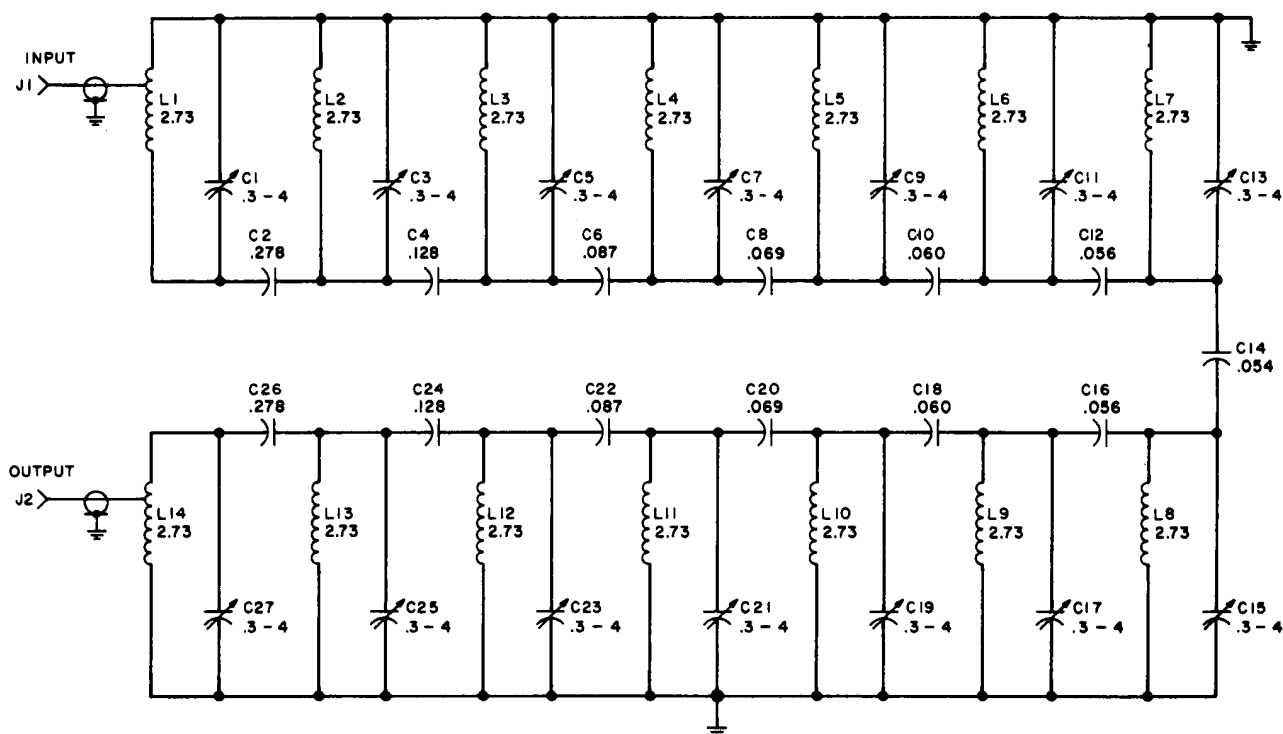 INPUT
J1
L1
2.73
L2
2.73
L3
2.73
L4
2.73
L5
2.73
L6
2.73
L7
2.73
C1
.3-4
C3
.3-4
C5
.3-4
C7
.3-4
C9
.3-4
C11
.3-4
C13
.3-4
C2
.278
C4
.128
C6
.087
C8
.069
C10
.060
C12
.056
C14
.054
C26
.278
C24
.128
C22
.087
C20
.069
C18
.060
C16
.056
OUTPUT
J2
L14
2.73
L13
2.73
L12
2.73
L11
2.73
L10
2.73
L9
2.73
L8
2.73
C27
.3-4
C25
.3-4
C23
.3-4
C21
.3-4
C19
.3-4
C17
.3-4
C15
.3-4